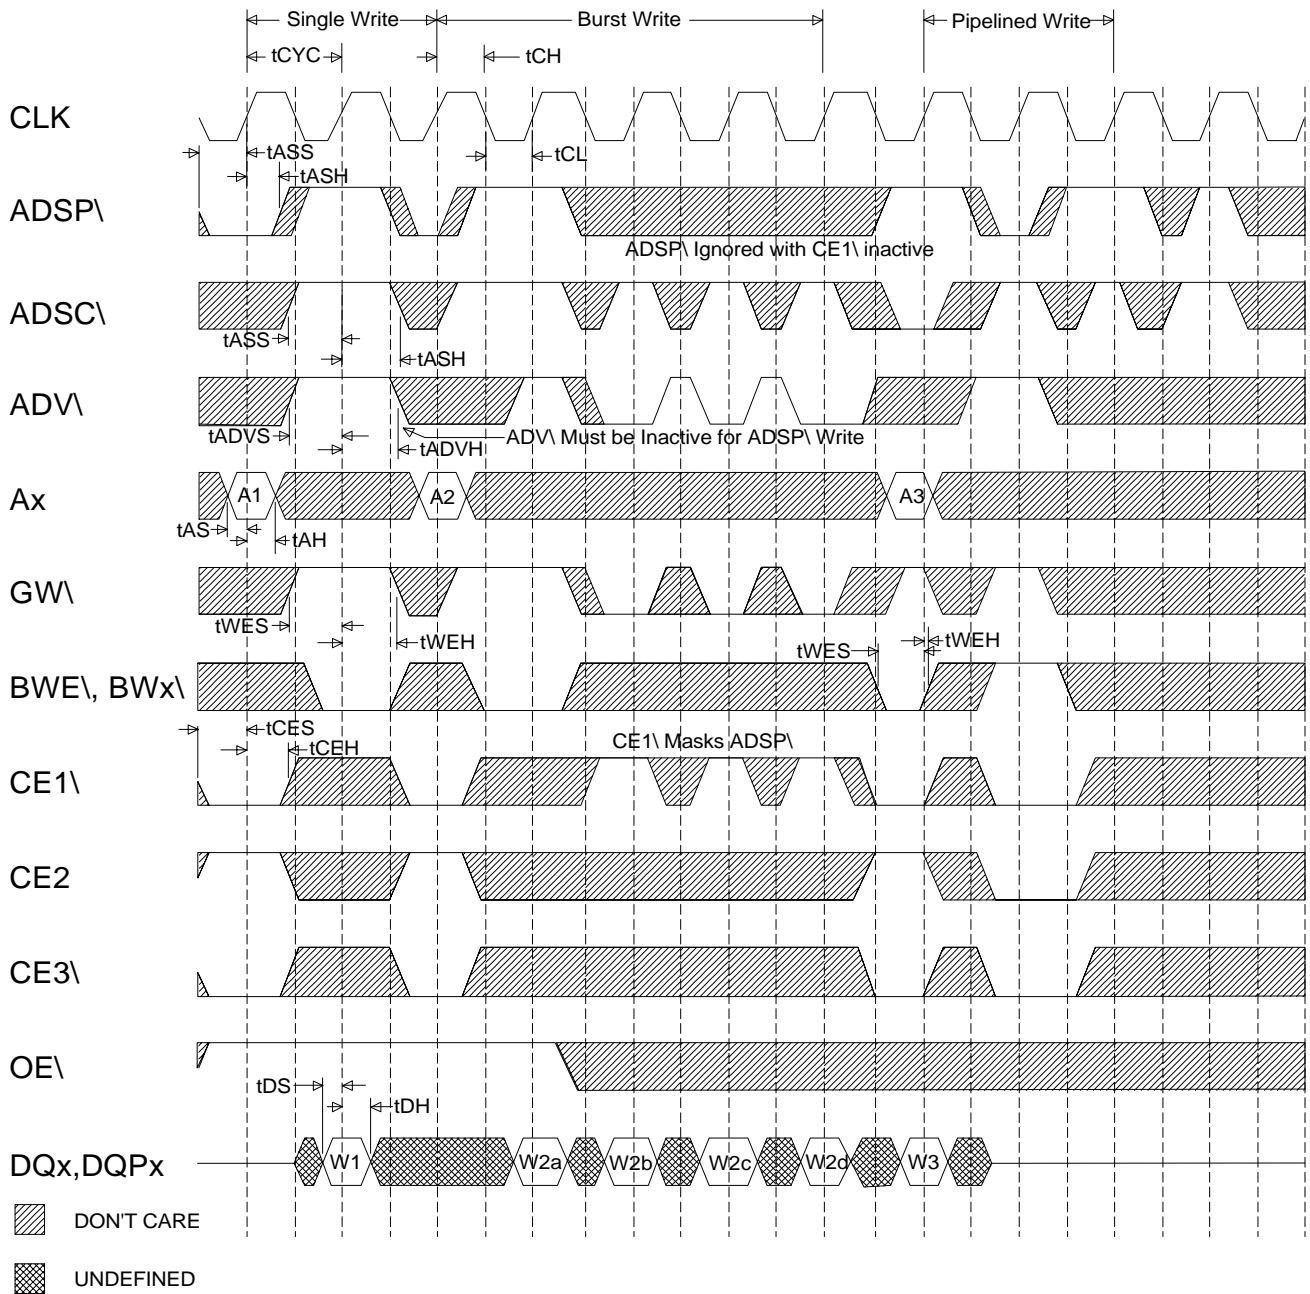 Single Write
Burst Write
Pipelined Write
tCYC
tCH
CLK
tASS
tCL
tASH
ADSP\
ADSP\ Ignored with CE1\ inactive
ADSC\
tASS
tASH
ADV\
tADVS
ADV\ Must be Inactive for ADSP\ Write
tADVH
Ax
A1
A2
A3
tAS
tAH
GW\
tWES
tWEH
tWES
tWEH
BWE\, BWx\
tCES
tCEH
CE1\ Masks ADSP\
CE1\
CE2
CE3\
OE\
tDS
tDH
DQx,DQPx
W1
W2a
W2b
W2c
W2d
W3
DON'T CARE
UNDEFINED